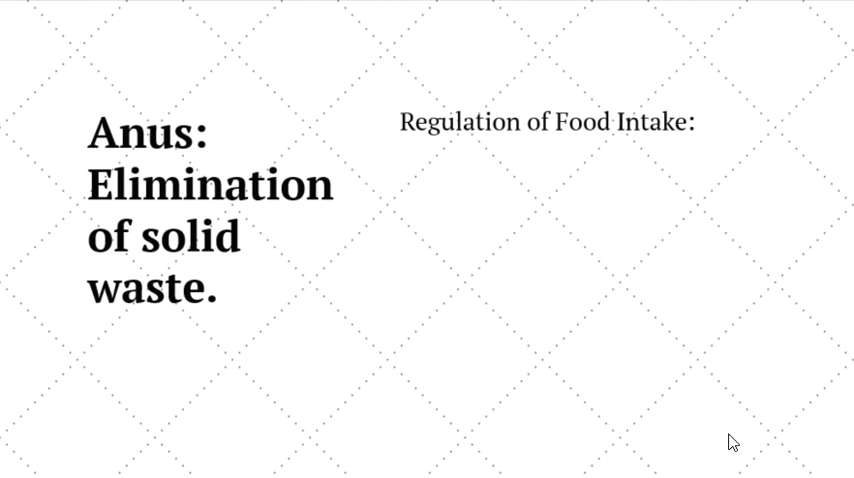 Anus:
Elimination
of solid
waste.
Regulation of Food Intake: